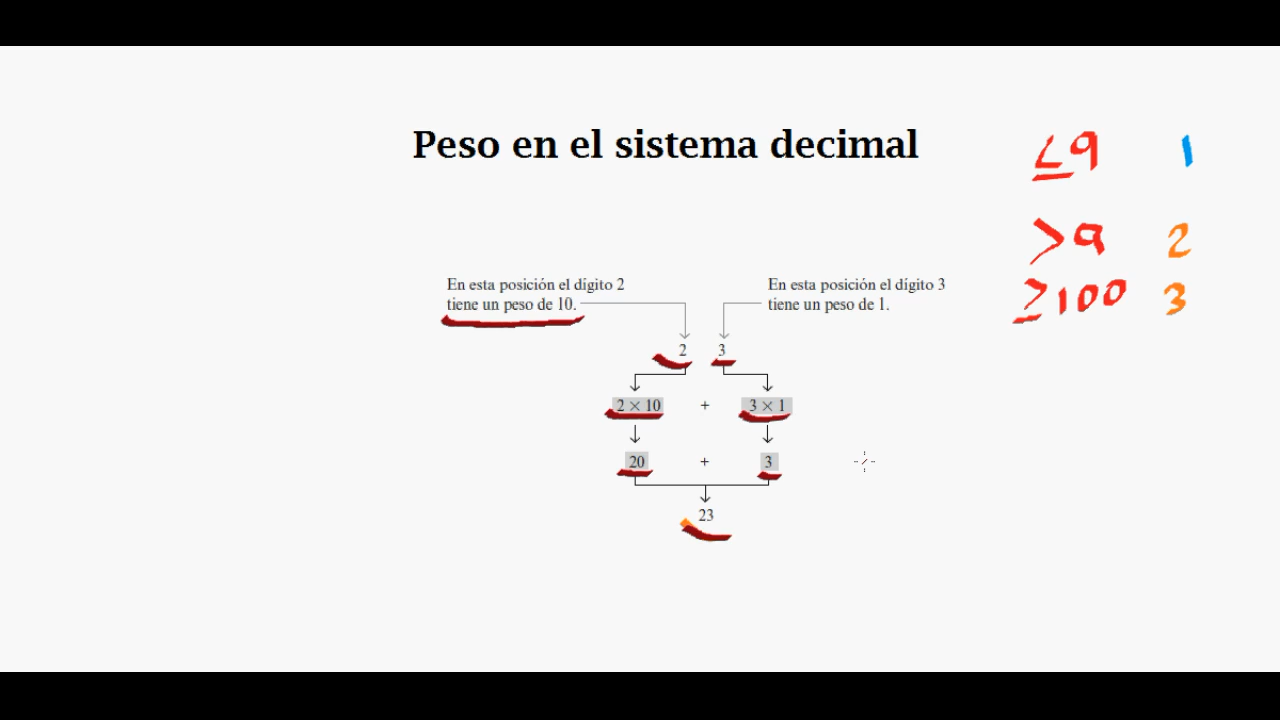 Peso en el sistema decimal
≤9 1
>9 2
≥100 3
En esta posición el dígito 2
tiene un peso de 10.
En esta posición el dígito 3
tiene un peso de 1.
2 3
2 × 10 + 3 × 1
20 + 3
23